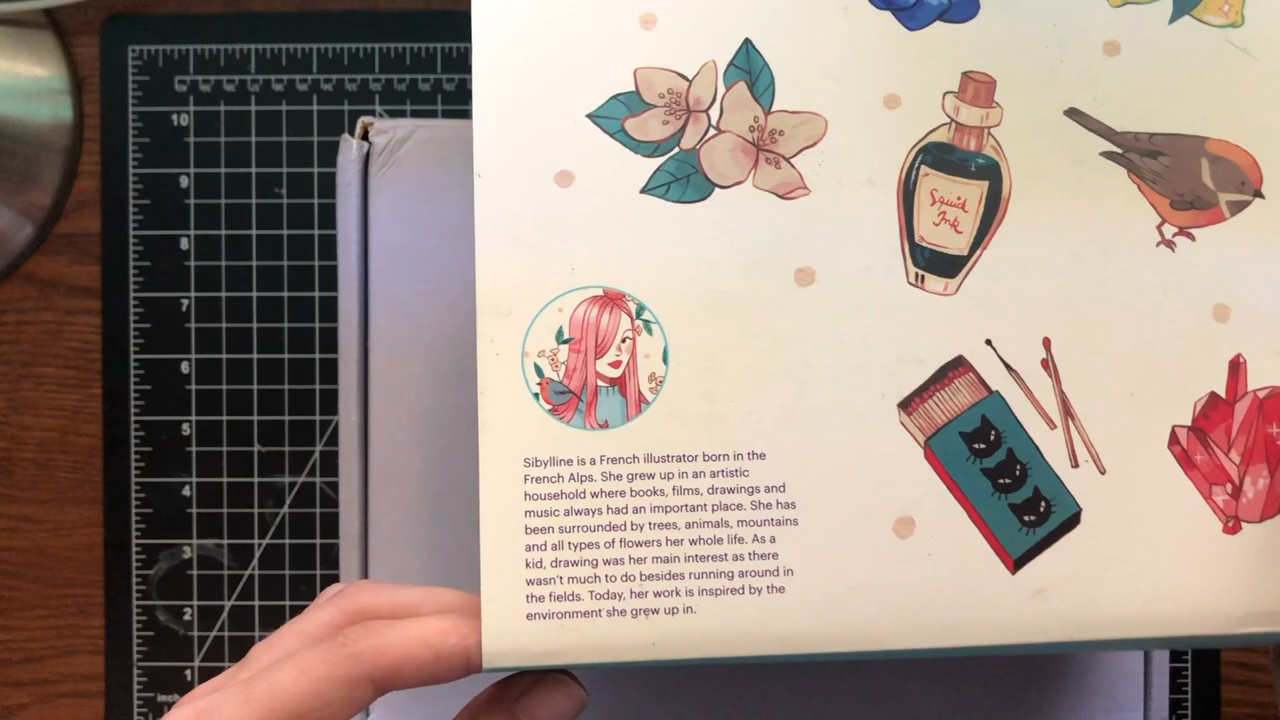 10
9
8
7
6
5
4
3
2
1
inch
Squid
Ink
Sibylline is a French illustrator born in the
French Alps. She grew up in an artistic
household where books, films, drawings and
music always had an important place. She has
been surrounded by trees, animals, mountains
and all types of flowers her whole life. As a
kid, drawing was her main interest as there
wasn't much to do besides running around in
the fields. Today, her work is inspired by the
environment she grew up in.